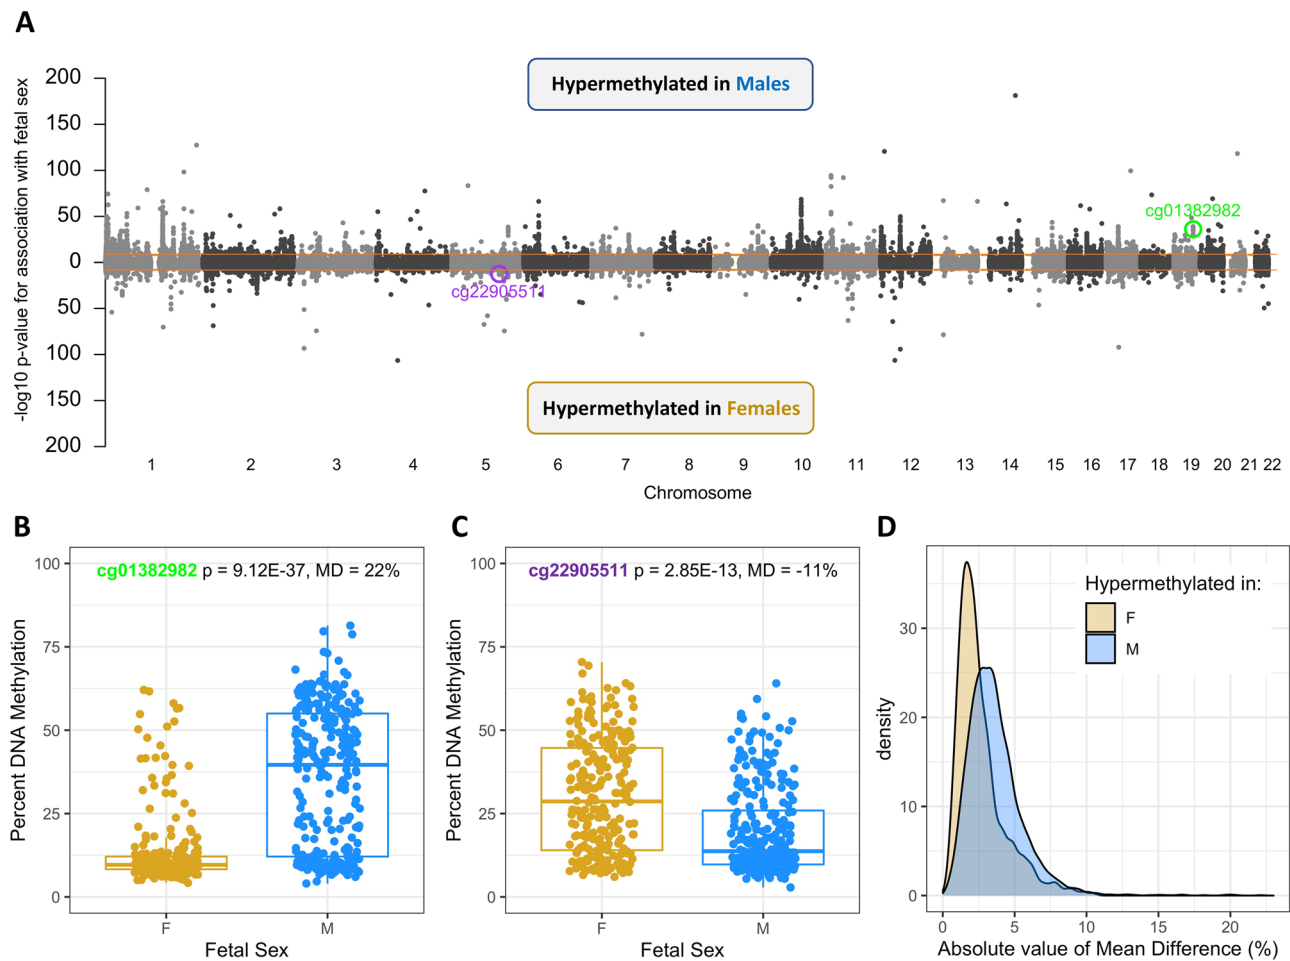 A
-log10 p-value for association with fetal sex
200
150
100
50
0
50
100
150
200
Hypermethylated in Males
cg01382982
cg22905511
Hypermethylated in Females
1 2 3 4 5 6 7 8 9 10 11 12 13 14 15 16 17 18 19 20 21 22
Chromosome
B
cg01382982 p = 9.12E-37, MD = 22%
Percent DNA Methylation
100
75
50
25
0
F M
Fetal Sex
C
cg22905511 p = 2.85E-13, MD = -11%
Percent DNA Methylation
100
75
50
25
0
F M
Fetal Sex
D
density
30
20
10
0
Hypermethylated in:
F
M
0 5 10 15 20
Absolute value of Mean Difference (%)